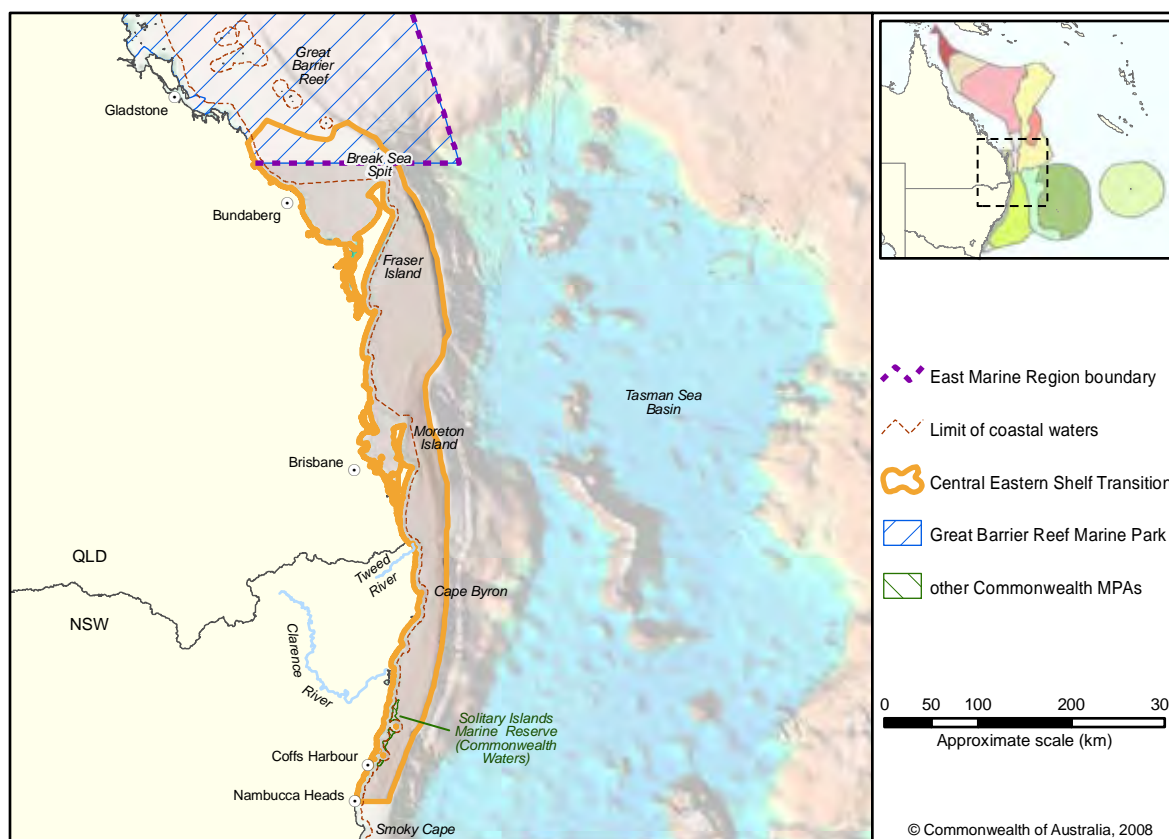 Great
Barrier
Reef
Gladstone
Break Sea
Spit
Bundaberg
Fraser
Island
Tasman Sea
Basin
Moreton
Island
Brisbane
QLD
Tweed
River
Cape Byron
NSW
Clarence
River
Solitary Islands
Marine Reserve
(Commonwealth
Waters)
Coffs Harbour
Nambucca Heads
Smoky Cape
East Marine Region boundary
Limit of coastal waters
Central Eastern Shelf Transition
Great Barrier Reef Marine Park
other Commonwealth MPAs
0 50 100 200 30
Approximate scale (km)
© Commonwealth of Australia, 2008